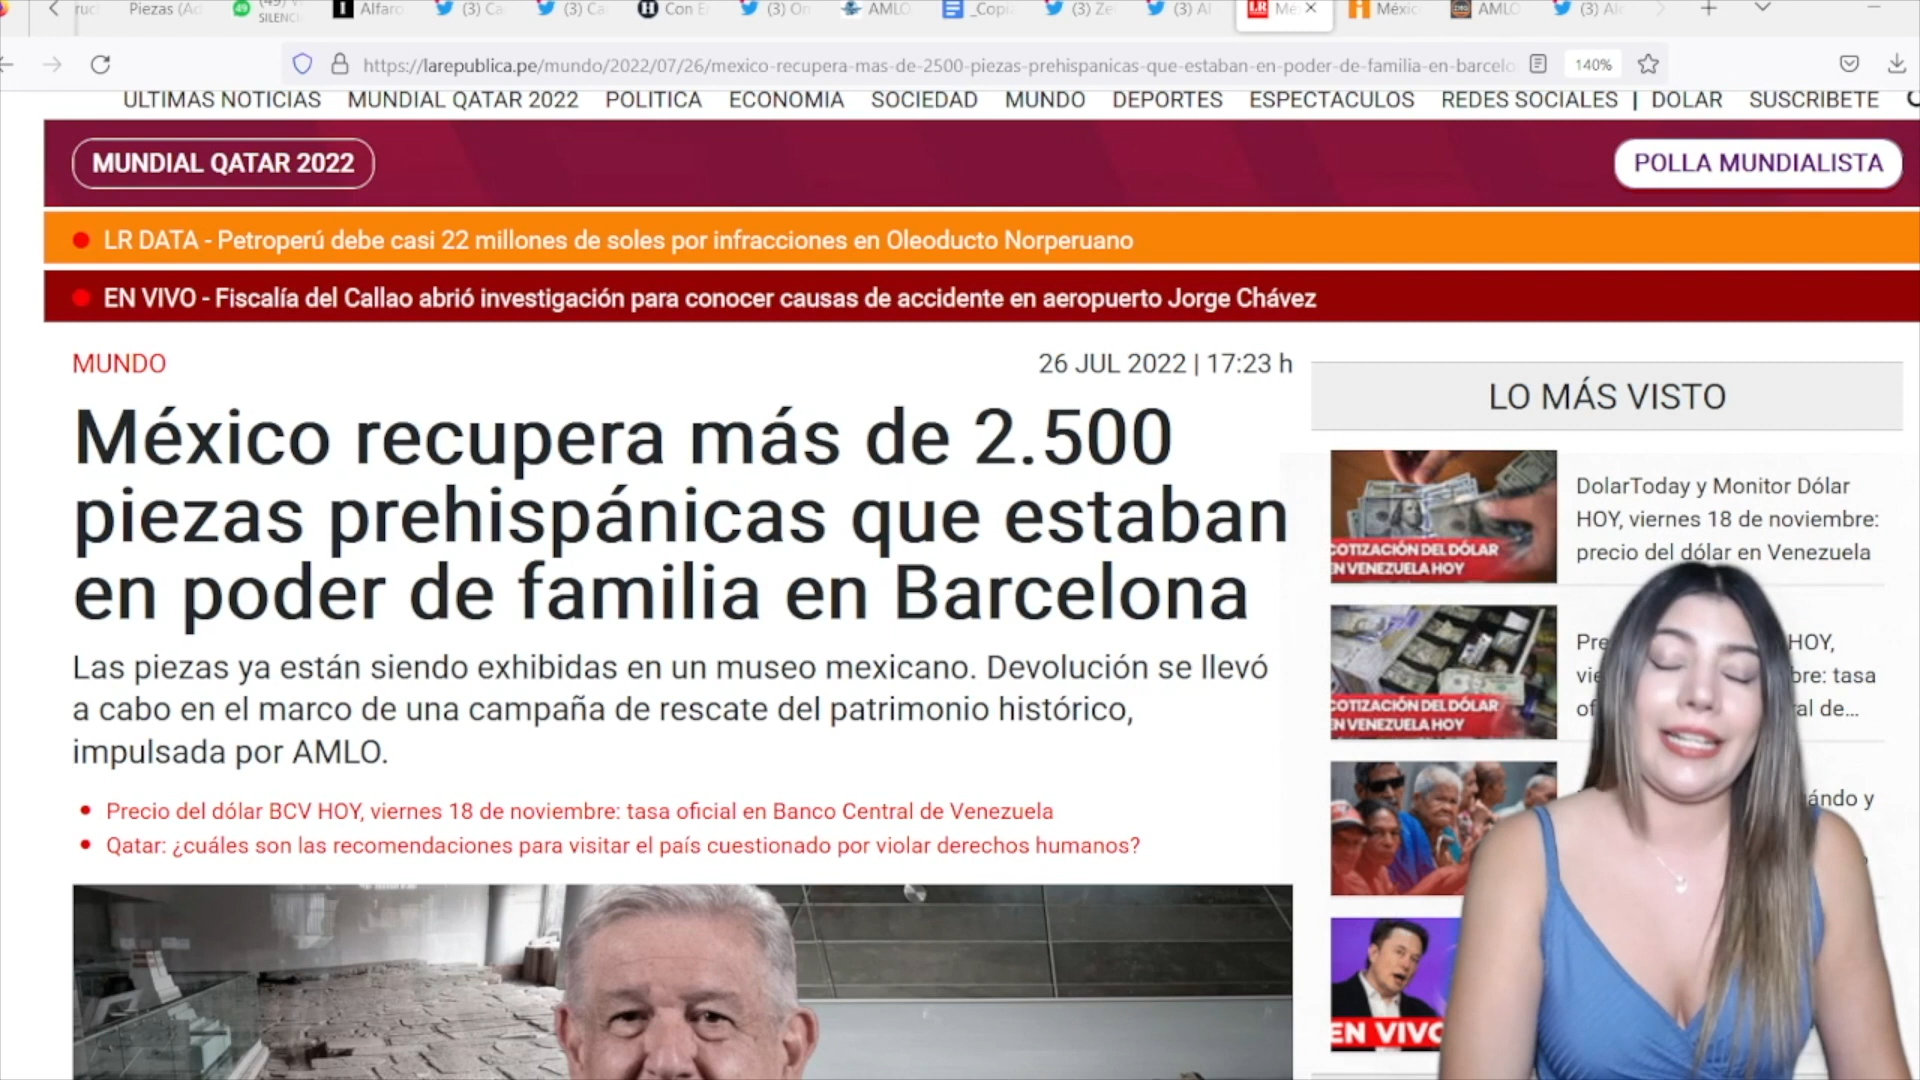 Piezas (Ad
SILENCI
Alfaro
(3) Ca
(3) Ca
Con E
(3) On
AMLO
_Copi
(3) Ze
(3) Al
LR
Méxic
AMLO
https://larepublica.pe/mundo/2022/07/26/mexico-recupera-mas-de-2500-piezas-prehispanicas-que-estaban-en-poder-de-familia-en-barcelo
140%
ULTIMAS NOTICIAS MUNDIAL QATAR 2022 POLITICA ECONOMIA SOCIEDAD MUNDO DEPORTES ESPECTACULOS REDES SOCIALES | DOLAR SUSCRIBETE
MUNDIAL QATAR 2022
POLLA MUNDIALISTA
LR DATA - Petroperú debe casi 22 millones de soles por infracciones en Oleoducto Norperuano
EN VIVO - Fiscalía del Callao abrió investigación para conocer causas de accidente en aeropuerto Jorge Chávez
MUNDO
26 JUL 2022 | 17:23 h
México recupera más de 2.500
piezas prehispánicas que estaban
en poder de familia en Barcelona
Las piezas ya están siendo exhibidas en un museo mexicano. Devolución se llevó
a cabo en el marco de una campaña de rescate del patrimonio histórico,
impulsada por AMLO.
Precio del dólar BCV HOY, viernes 18 de noviembre: tasa oficial en Banco Central de Venezuela
Qatar: ¿cuáles son las recomendaciones para visitar el país cuestionado por violar derechos humanos?
LO MÁS VISTO
COTIZACIÓN DEL DÓLAR
EN VENEZUELA HOY
DolarToday y Monitor Dólar
HOY, viernes 18 de noviembre:
precio del dólar en Venezuela
COTIZACIÓN DEL DÓLAR
EN VENEZUELA HOY
Pre HOY,
vie bre: tasa
of al de...
ándo y
EN VIVO